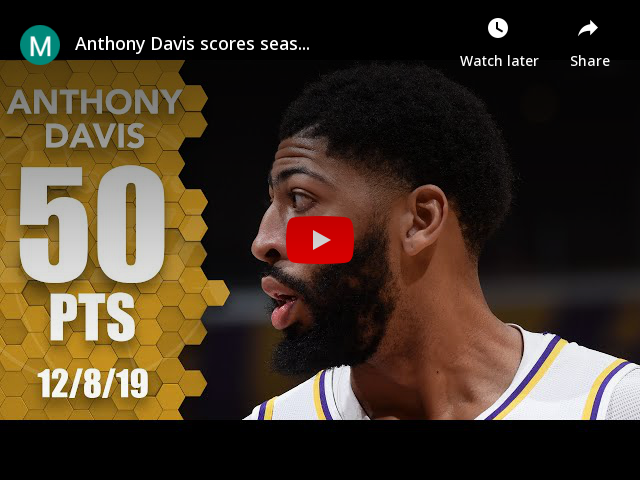 M
Anthony Davis scores seas...
Watch later
Share
ANTHONY
DAVIS
50
PTS
12/8/19